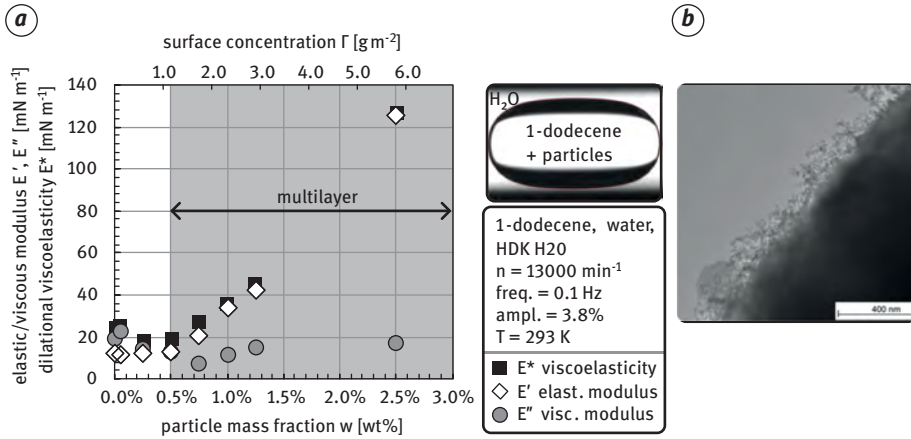 a
b
surface concentration Γ [g m-2]
1.0 2.0 3.0 4.0 5.0 6.0
elastic/viscous modulus E′, E″ [mN m-1]
dilational viscoelasticity E* [mN m-1]
140
120
100
80
60
40
20
0
multilayer
0.0% 0.5% 1.0% 1.5% 2.0% 2.5% 3.0%
particle mass fraction w [wt%]
H2O
1-dodecene
+ particles
1-dodecene, water,
HDK H20
n = 13000 min-1
freq. = 0.1 Hz
ampl. = 3.8%
T = 293 K
E* viscoelasticity
E′ elast. modulus
E″ visc. modulus
400 nm